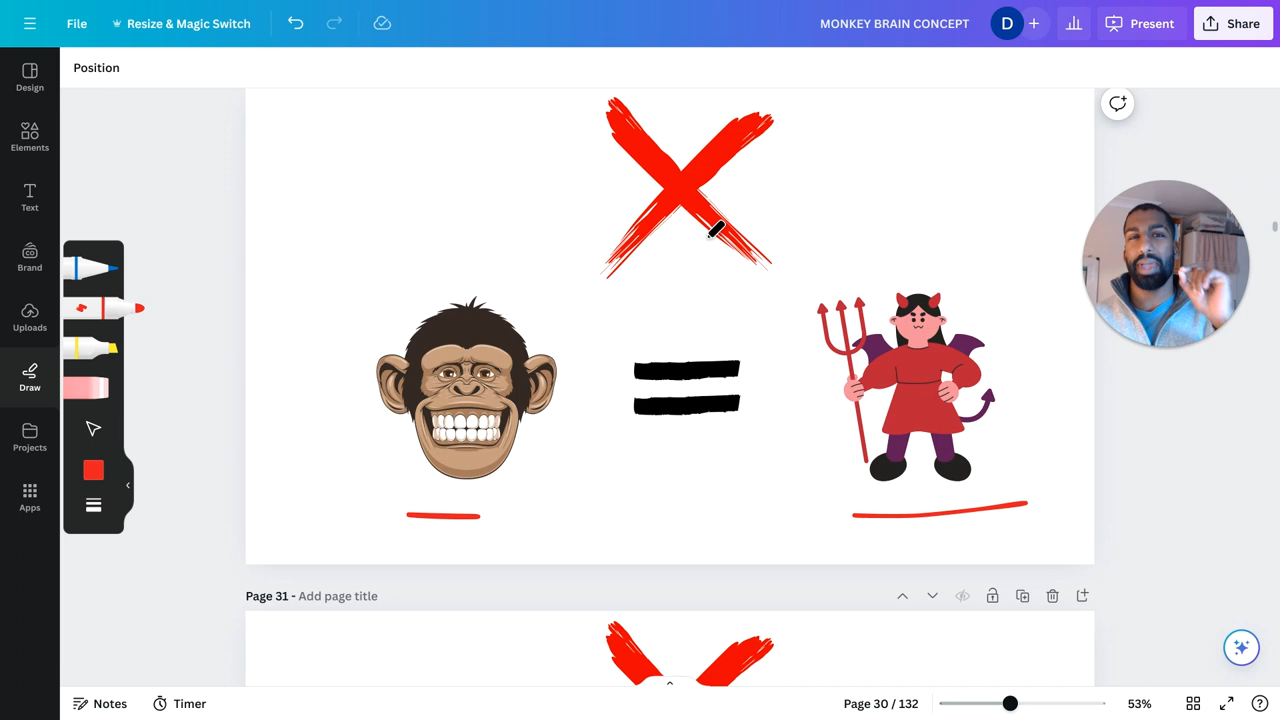 File
Resize & Magic Switch
MONKEY BRAIN CONCEPT
D
Present
Share
Position
Design
Elements
Text
Brand
Uploads
Draw
Projects
Apps
Page 31 - Add page title
Notes
Timer
Page 30 / 132
53%